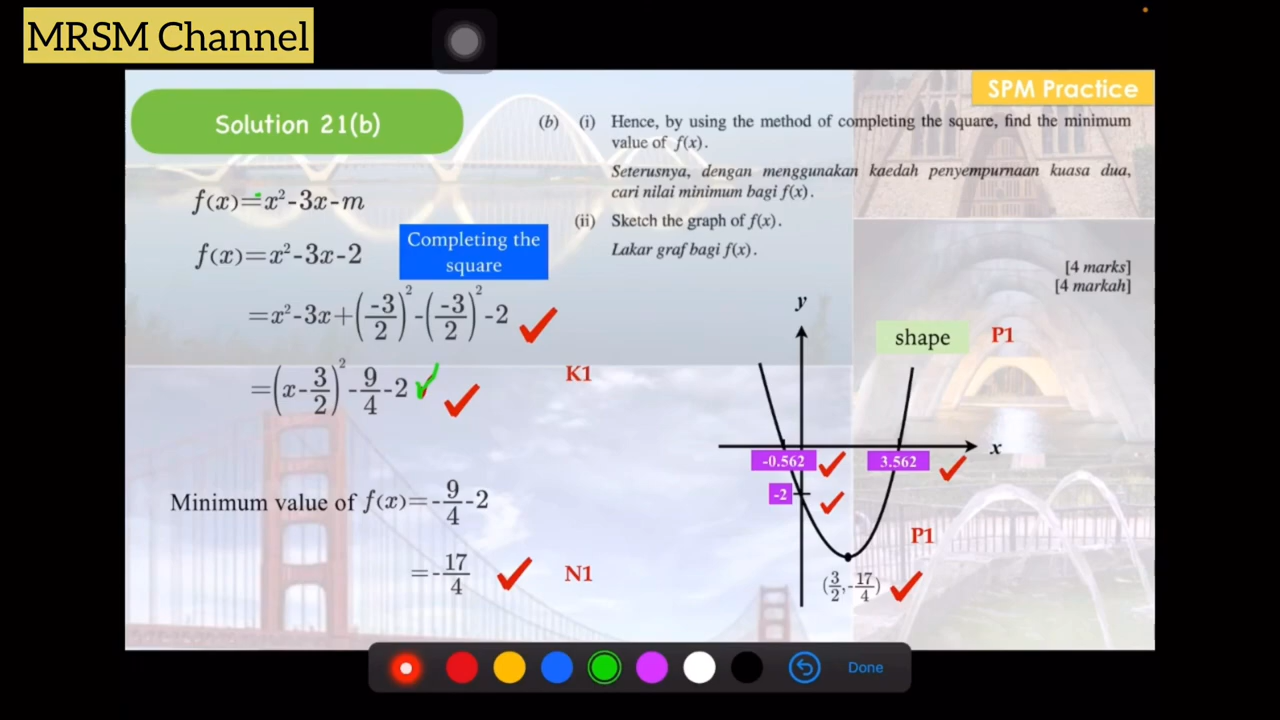 MRSM Channel
SPM Practice
Solution 21(b)
(b) (i) Hence, by using the method of completing the square, find the minimum
value of f(x).
Seterusnya, dengan menggunakan kaedah penyempurnaan kuasa dua,
cari nilai minimum bagi f(x).
(ii) Sketch the graph of f(x).
Lakar graf bagi f(x).
[4 marks]
[4 markah]
f(x)=x²-3x-m
f(x)=x²-3x-2
Completing the
square
=x²-3x+(-3/2)²-(-3/2)²-2
=(x-3/2)²-9/4-2
K1
Minimum value of f(x)=-9/4-2
=-17/4
N1
y
shape P1
x
-0.562
3.562
-2
P1
(3/2,-17/4)
Done